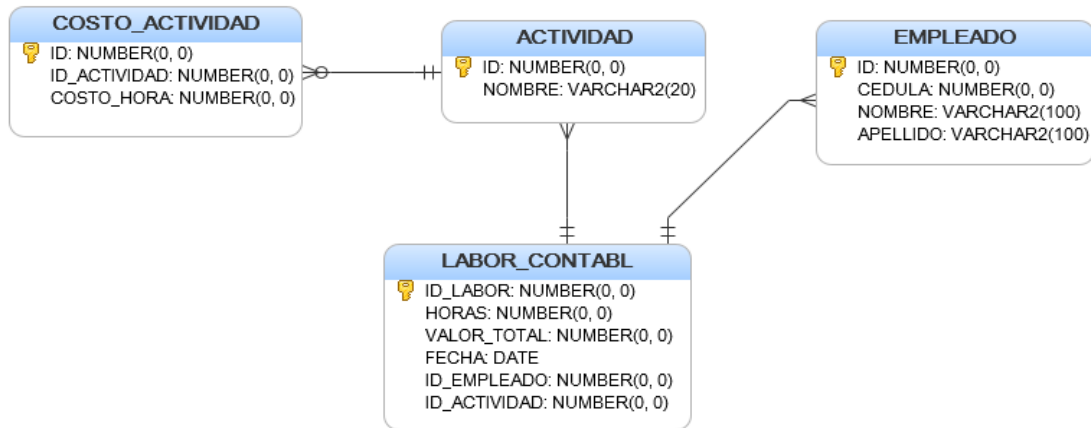 COSTO_ACTIVIDAD
ID: NUMBER(0, 0)
ID_ACTIVIDAD: NUMBER(0, 0)
COSTO_HORA: NUMBER(0, 0)
ACTIVIDAD
ID: NUMBER(0, 0)
NOMBRE: VARCHAR2(20)
EMPLEADO
ID: NUMBER(0, 0)
CEDULA: NUMBER(0, 0)
NOMBRE: VARCHAR2(100)
APELLIDO: VARCHAR2(100)
LABOR_CONTABL
ID_LABOR: NUMBER(0, 0)
HORAS: NUMBER(0, 0)
VALOR_TOTAL: NUMBER(0, 0)
FECHA: DATE
ID_EMPLEADO: NUMBER(0, 0)
ID_ACTIVIDAD: NUMBER(0, 0)